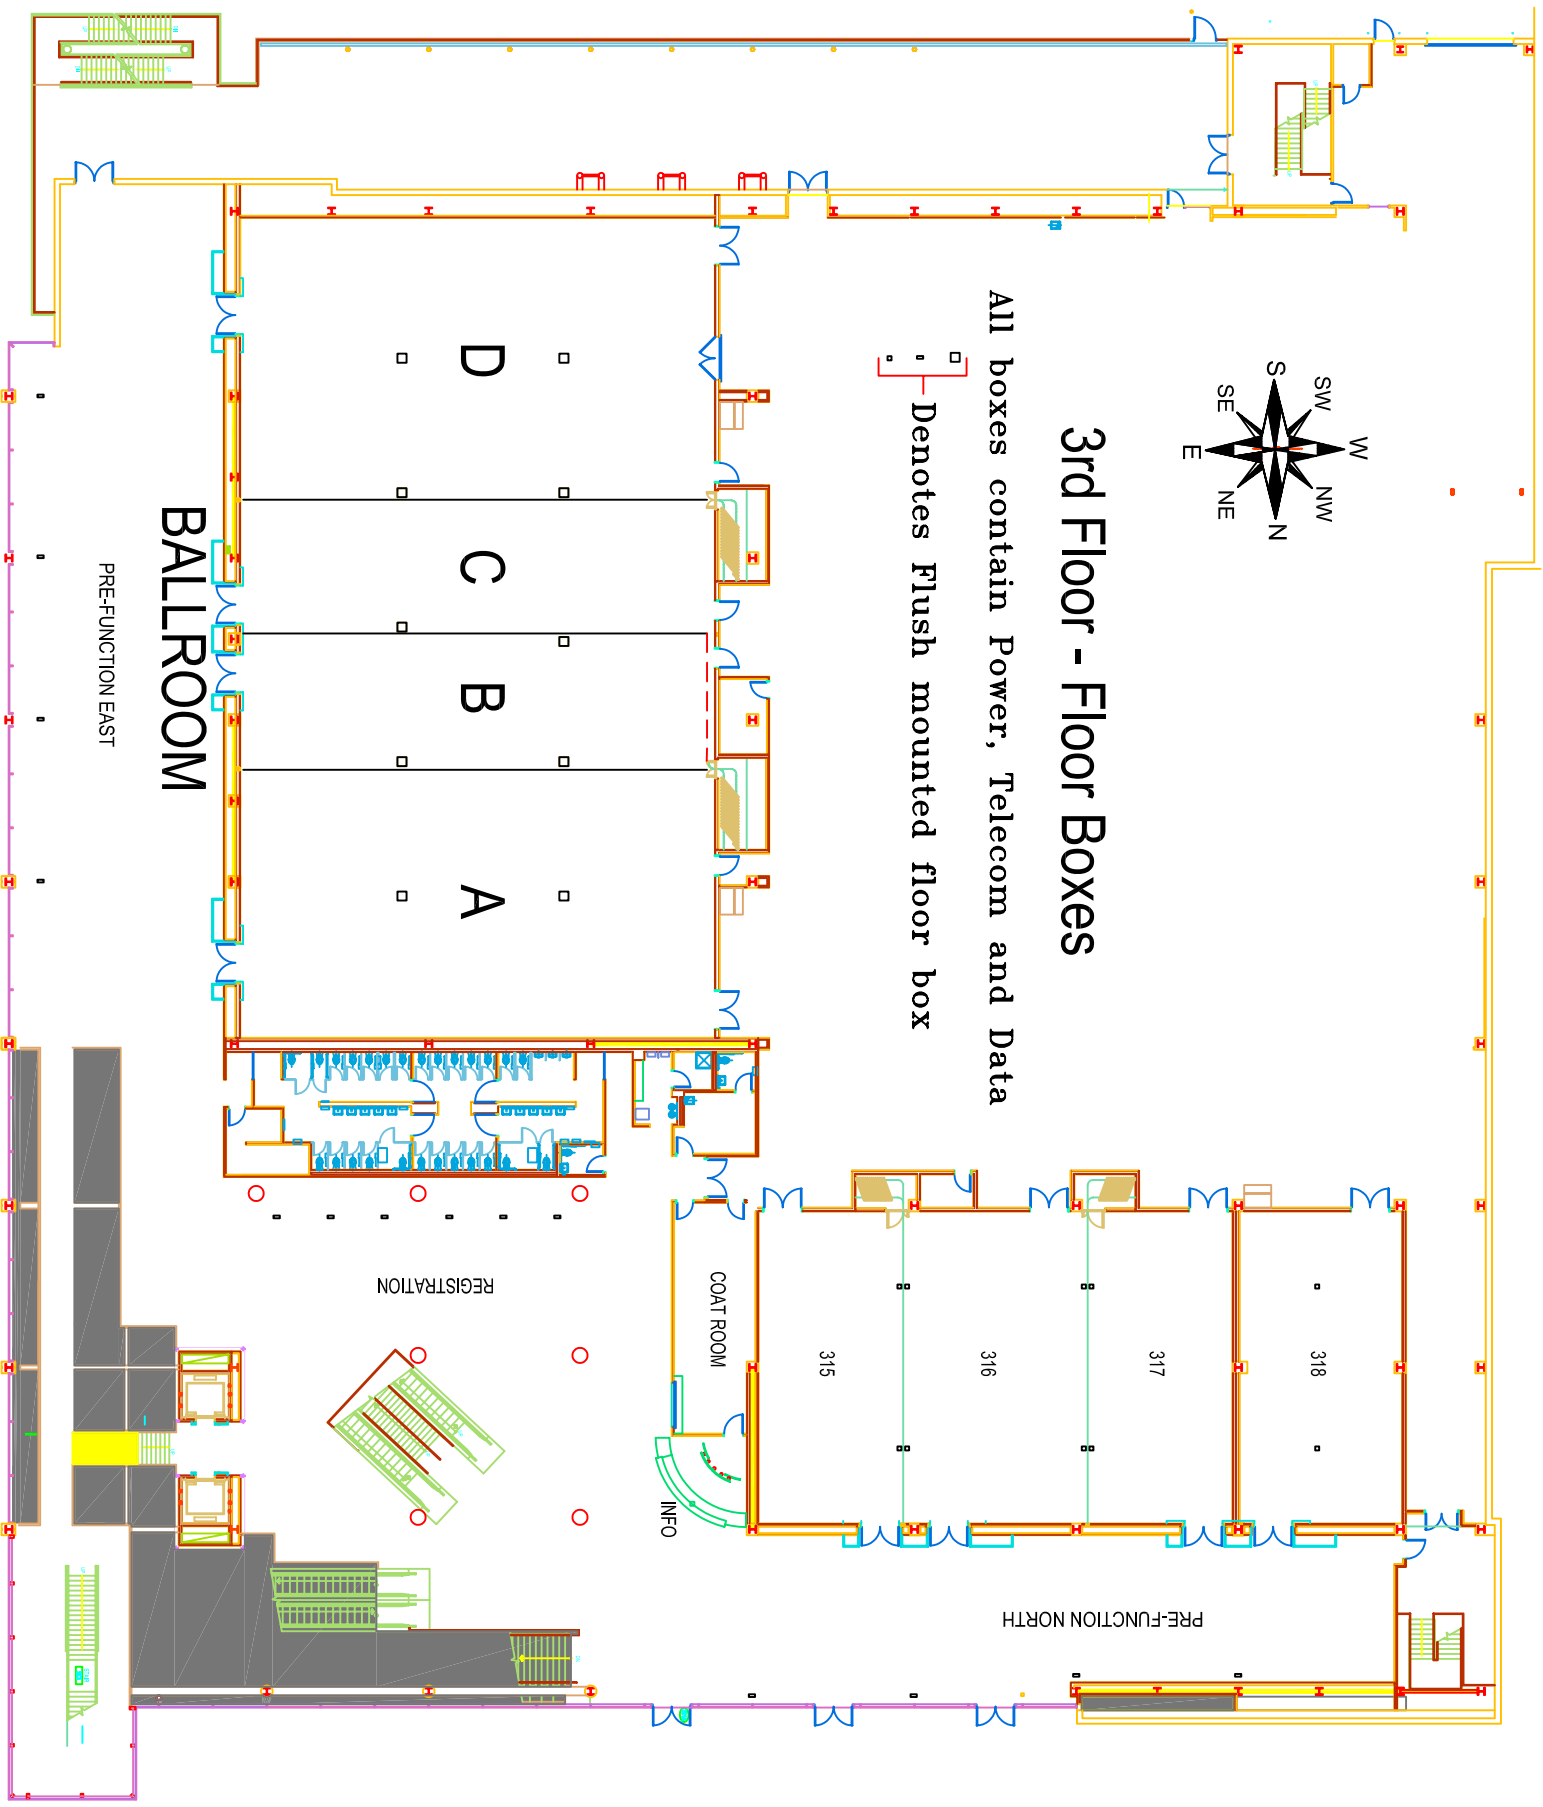 3rd Floor - Floor Boxes
All boxes contain Power, Telecom and Data
Denotes Flush mounted floor box
S
SW
W
NW
N
NE
E
SE
D
C
B
A
BALLROOM
PRE-FUNCTION EAST
REGISTRATION
COAT ROOM
INFO
315
316
317
318
PRE-FUNCTION NORTH